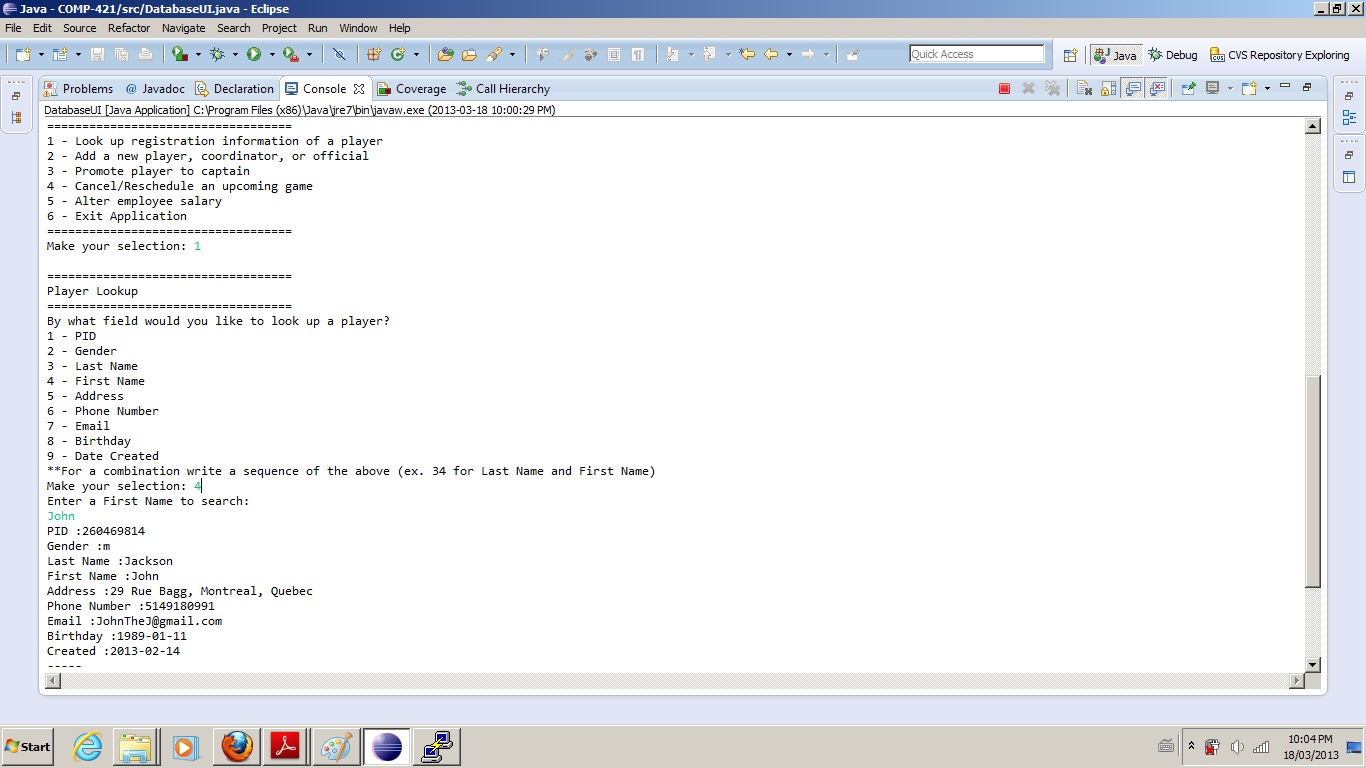 Java - COMP-421/src/DatabaseUI.java - Eclipse
File Edit Source Refactor Navigate Search Project Run Window Help
Quick Access
Java
Debug
CVS Repository Exploring
Problems
@ Javadoc
Declaration
Console
Coverage
Call Hierarchy
DatabaseUI [Java Application] C:\Program Files (x86)\Java\jre7\bin\javaw.exe (2013-03-18 10:00:29 PM)
===================================
1 - Look up registration information of a player
2 - Add a new player, coordinator, or official
3 - Promote player to captain
4 - Cancel/Reschedule an upcoming game
5 - Alter employee salary
6 - Exit Application
===================================
Make your selection: 1
===================================
Player Lookup
===================================
By what field would you like to look up a player?
1 - PID
2 - Gender
3 - Last Name
4 - First Name
5 - Address
6 - Phone Number
7 - Email
8 - Birthday
9 - Date Created
**For a combination write a sequence of the above (ex. 34 for Last Name and First Name)
Make your selection: 4
Enter a First Name to search:
John
PID :260469814
Gender :m
Last Name :Jackson
First Name :John
Address :29 Rue Bagg, Montreal, Quebec
Phone Number :5149180991
Email :JohnTheJ@gmail.com
Birthday :1989-01-11
Created :2013-02-14
-----
Start
10:04 PM
18/03/2013